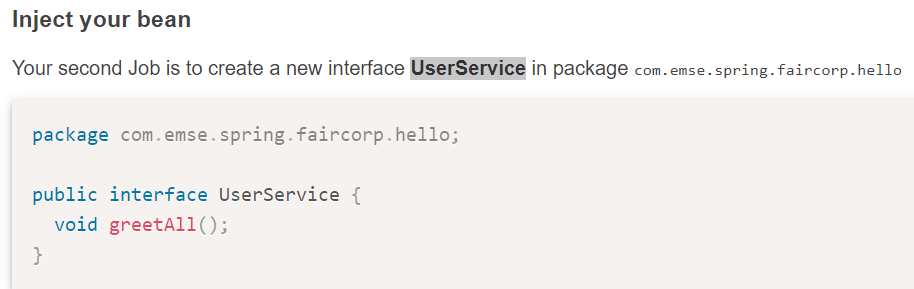 Inject your bean
Your second Job is to create a new interface UserService in package com.emse.spring.faircorp.hello
package com.emse.spring.faircorp.hello;
public interface UserService {
void greetAll();
}